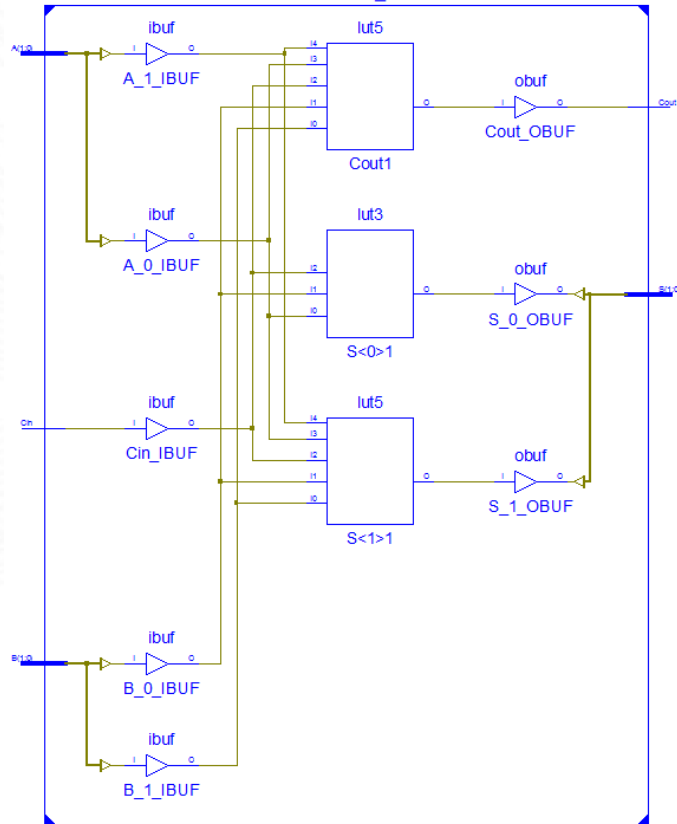 ibuf
lut5
A(1:0)
I
O
I4
I3
A_1_IBUF
I2
obuf
I1
O
I
O
Cout
I0
Cout_OBUF
Cout1
ibuf
lut3
I
O
A_0_IBUF
obuf
I2
I1
O
I
O
S(1:0)
I0
S_0_OBUF
S<0>1
ibuf
lut5
Cin
I
O
I4
I3
Cin_IBUF
obuf
I2
I1
O
I
O
I0
S_1_OBUF
S<1>1
ibuf
B(1:0)
I
O
B_0_IBUF
ibuf
I
O
B_1_IBUF